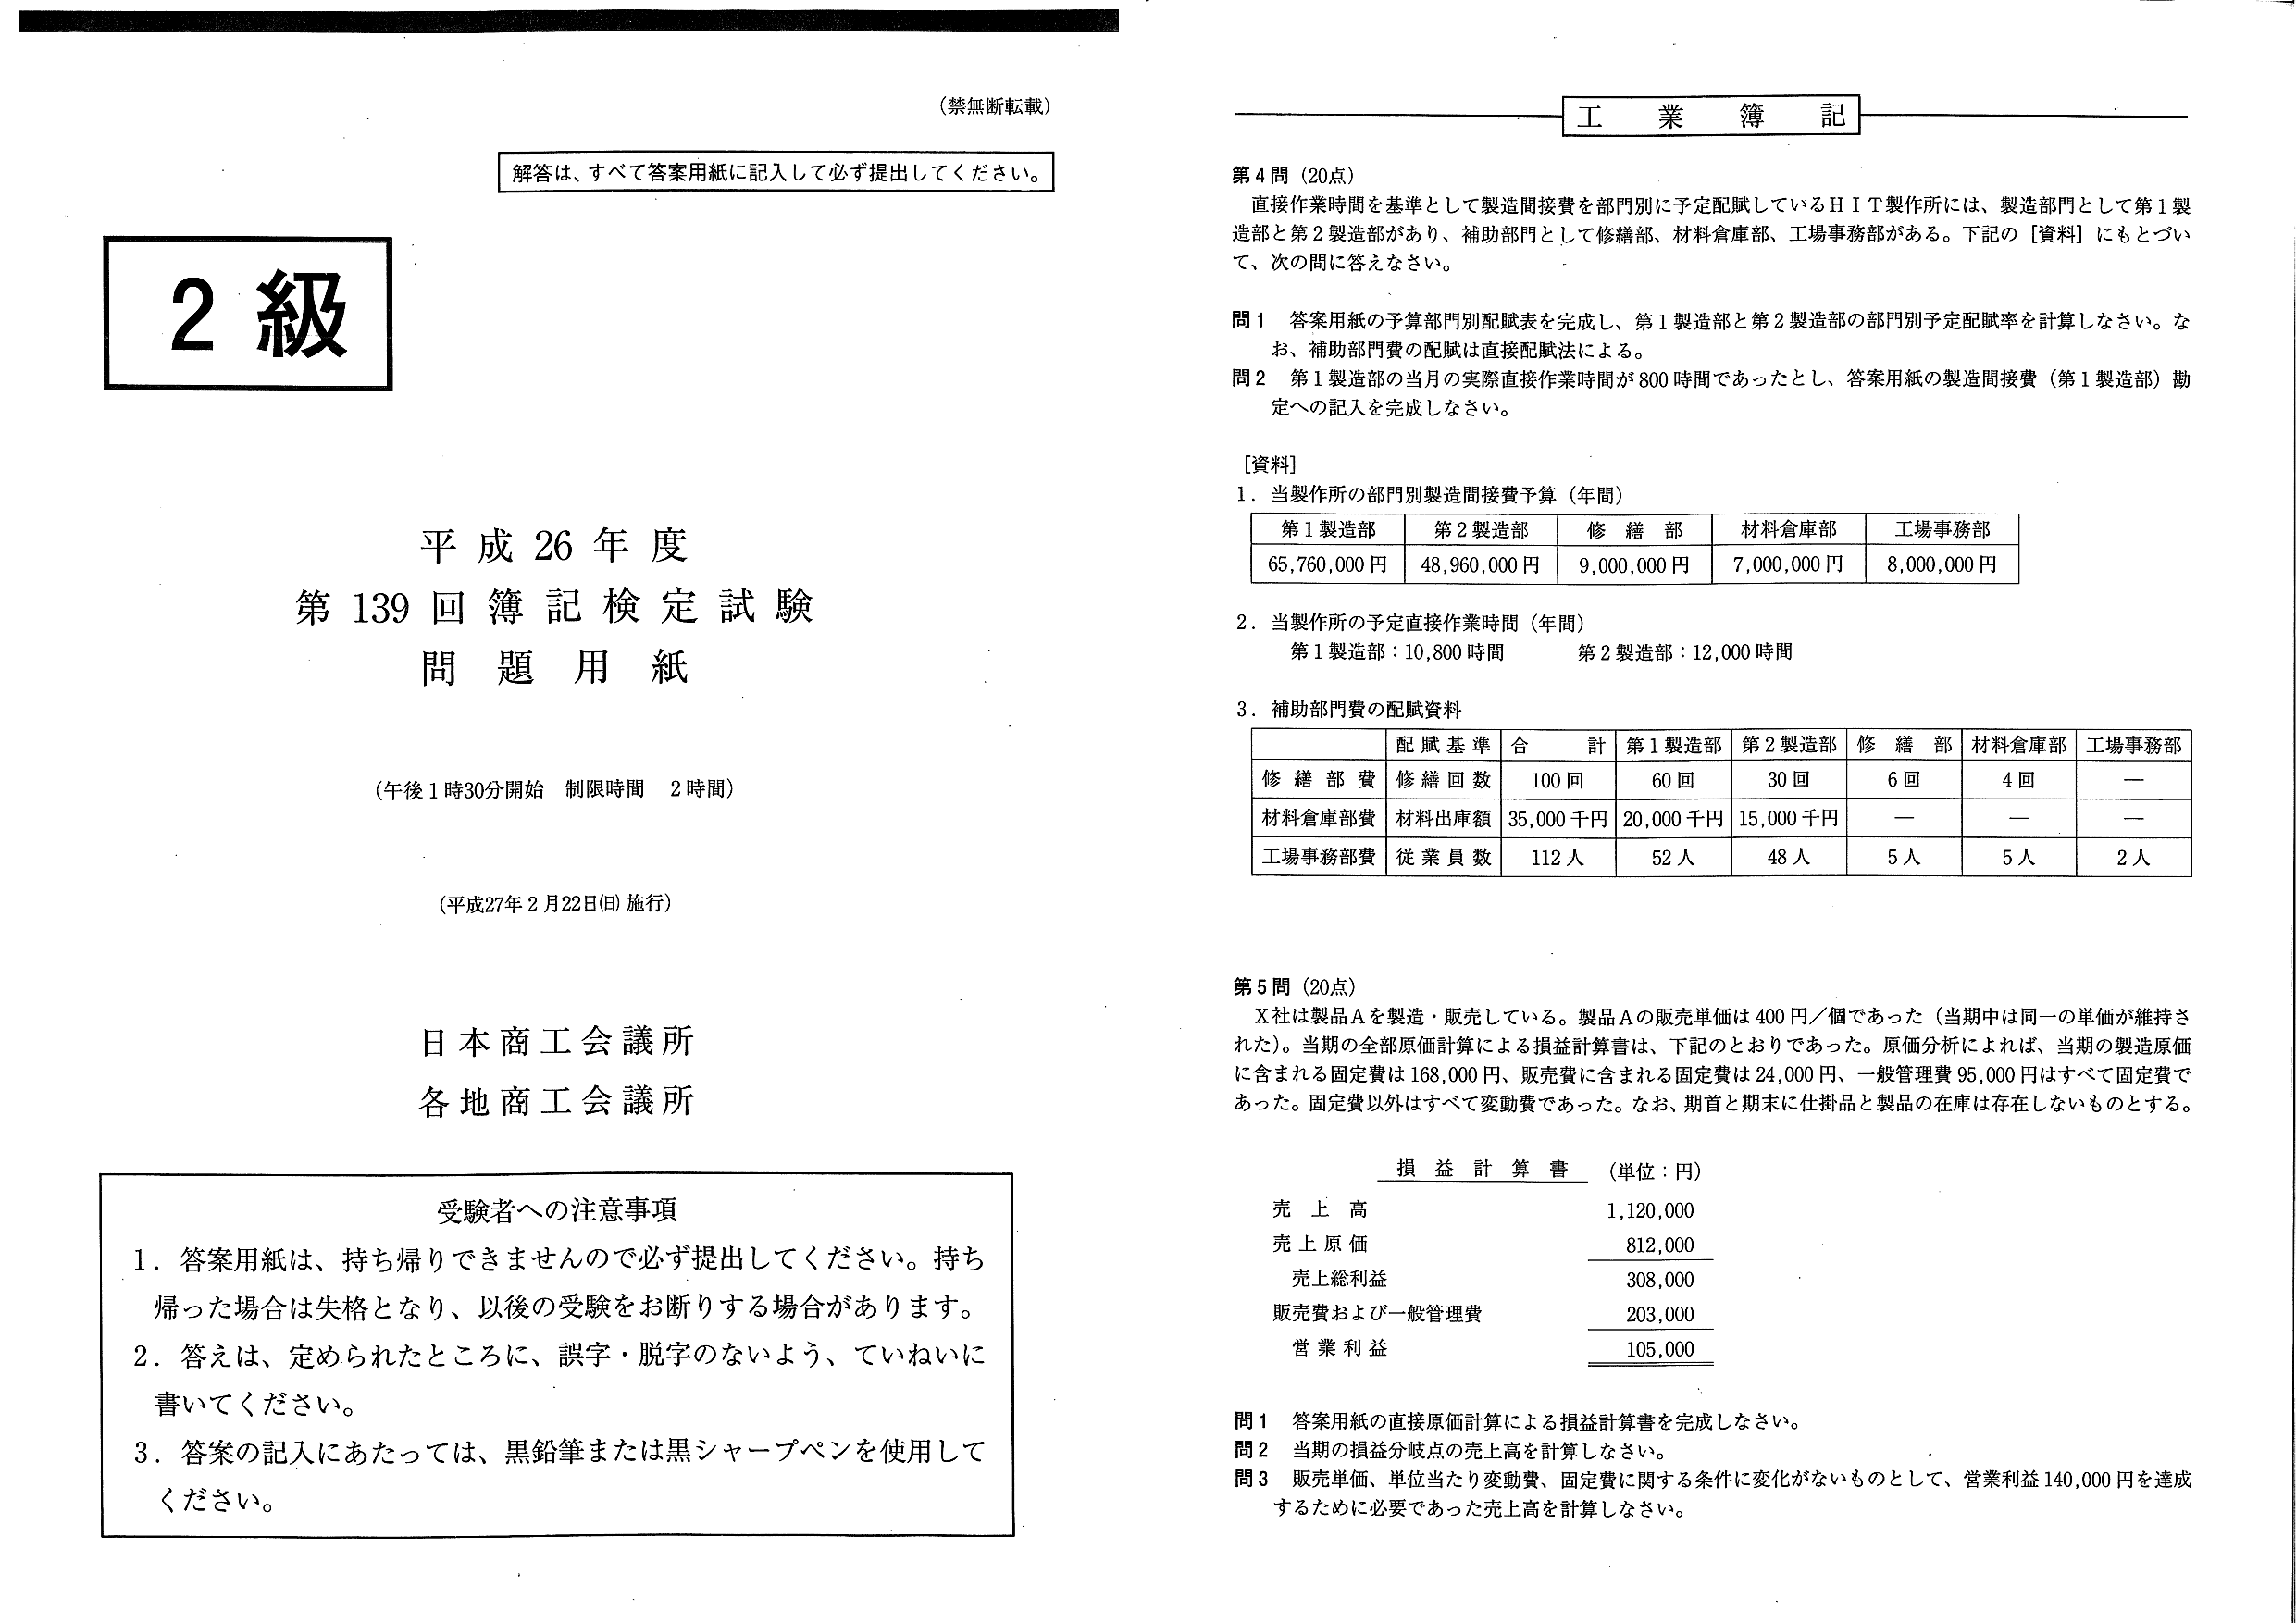 （禁無断転載）
解答は、すべて答案用紙に記入して必ず提出してください。
2 級
平成 26 年度
第 139 回簿記検定試験
問題用紙
（午後1時30分開始　制限時間　2時間）
（平成27年2月22日(日)施行）
日本商工会議所
各地商工会議所
受験者への注意事項
1．答案用紙は、持ち帰りできませんので必ず提出してください。持ち
帰った場合は失格となり、以後の受験をお断りする場合があります。
2．答えは、定められたところに、誤字・脱字のないよう、ていねいに
書いてください。
3．答案の記入にあたっては、黒鉛筆または黒シャープペンを使用して
ください。
工業簿記
第4問（20点）
直接作業時間を基準として製造間接費を部門別に予定配賦しているＨＩＴ製作所には、製造部門として第1製
造部と第2製造部があり、補助部門として修繕部、材料倉庫部、工場事務部がある。下記の［資料］にもとづい
て、次の問に答えなさい。
問1　答案用紙の予算部門別配賦表を完成し、第1製造部と第2製造部の部門別予定配賦率を計算しなさい。な
お、補助部門費の配賦は直接配賦法による。
問2　第1製造部の当月の実際直接作業時間が800時間であったとし、答案用紙の製造間接費（第1製造部）勘
定への記入を完成しなさい。
［資料］
1．当製作所の部門別製造間接費予算（年間）
第1製造部　第2製造部　修繕部　材料倉庫部　工場事務部
65,760,000円　48,960,000円　9,000,000円　7,000,000円　8,000,000円
2．当製作所の予定直接作業時間（年間）
第1製造部：10,800時間　第2製造部：12,000時間
3．補助部門費の配賦資料
配賦基準　合計　第1製造部　第2製造部　修繕部　材料倉庫部　工場事務部
修繕部費　修繕回数　100回　60回　30回　6回　4回　―
材料倉庫部費　材料出庫額　35,000千円　20,000千円　15,000千円　―　―　―
工場事務部費　従業員数　112人　52人　48人　5人　5人　2人
第5問（20点）
Ｘ社は製品Ａを製造・販売している。製品Ａの販売単価は400円／個であった（当期中は同一の単価が維持さ
れた）。当期の全部原価計算による損益計算書は、下記のとおりであった。原価分析によれば、当期の製造原価
に含まれる固定費は168,000円、販売費に含まれる固定費は24,000円、一般管理費95,000円はすべて固定費で
あった。固定費以外はすべて変動費であった。なお、期首と期末に仕掛品と製品の在庫は存在しないものとする。
損益計算書　（単位：円）
売上高　1,120,000
売上原価　812,000
売上総利益　308,000
販売費および一般管理費　203,000
営業利益　105,000
問1　答案用紙の直接原価計算による損益計算書を完成しなさい。
問2　当期の損益分岐点の売上高を計算しなさい。
問3　販売単価、単位当たり変動費、固定費に関する条件に変化がないものとして、営業利益140,000円を達成
するために必要であった売上高を計算しなさい。